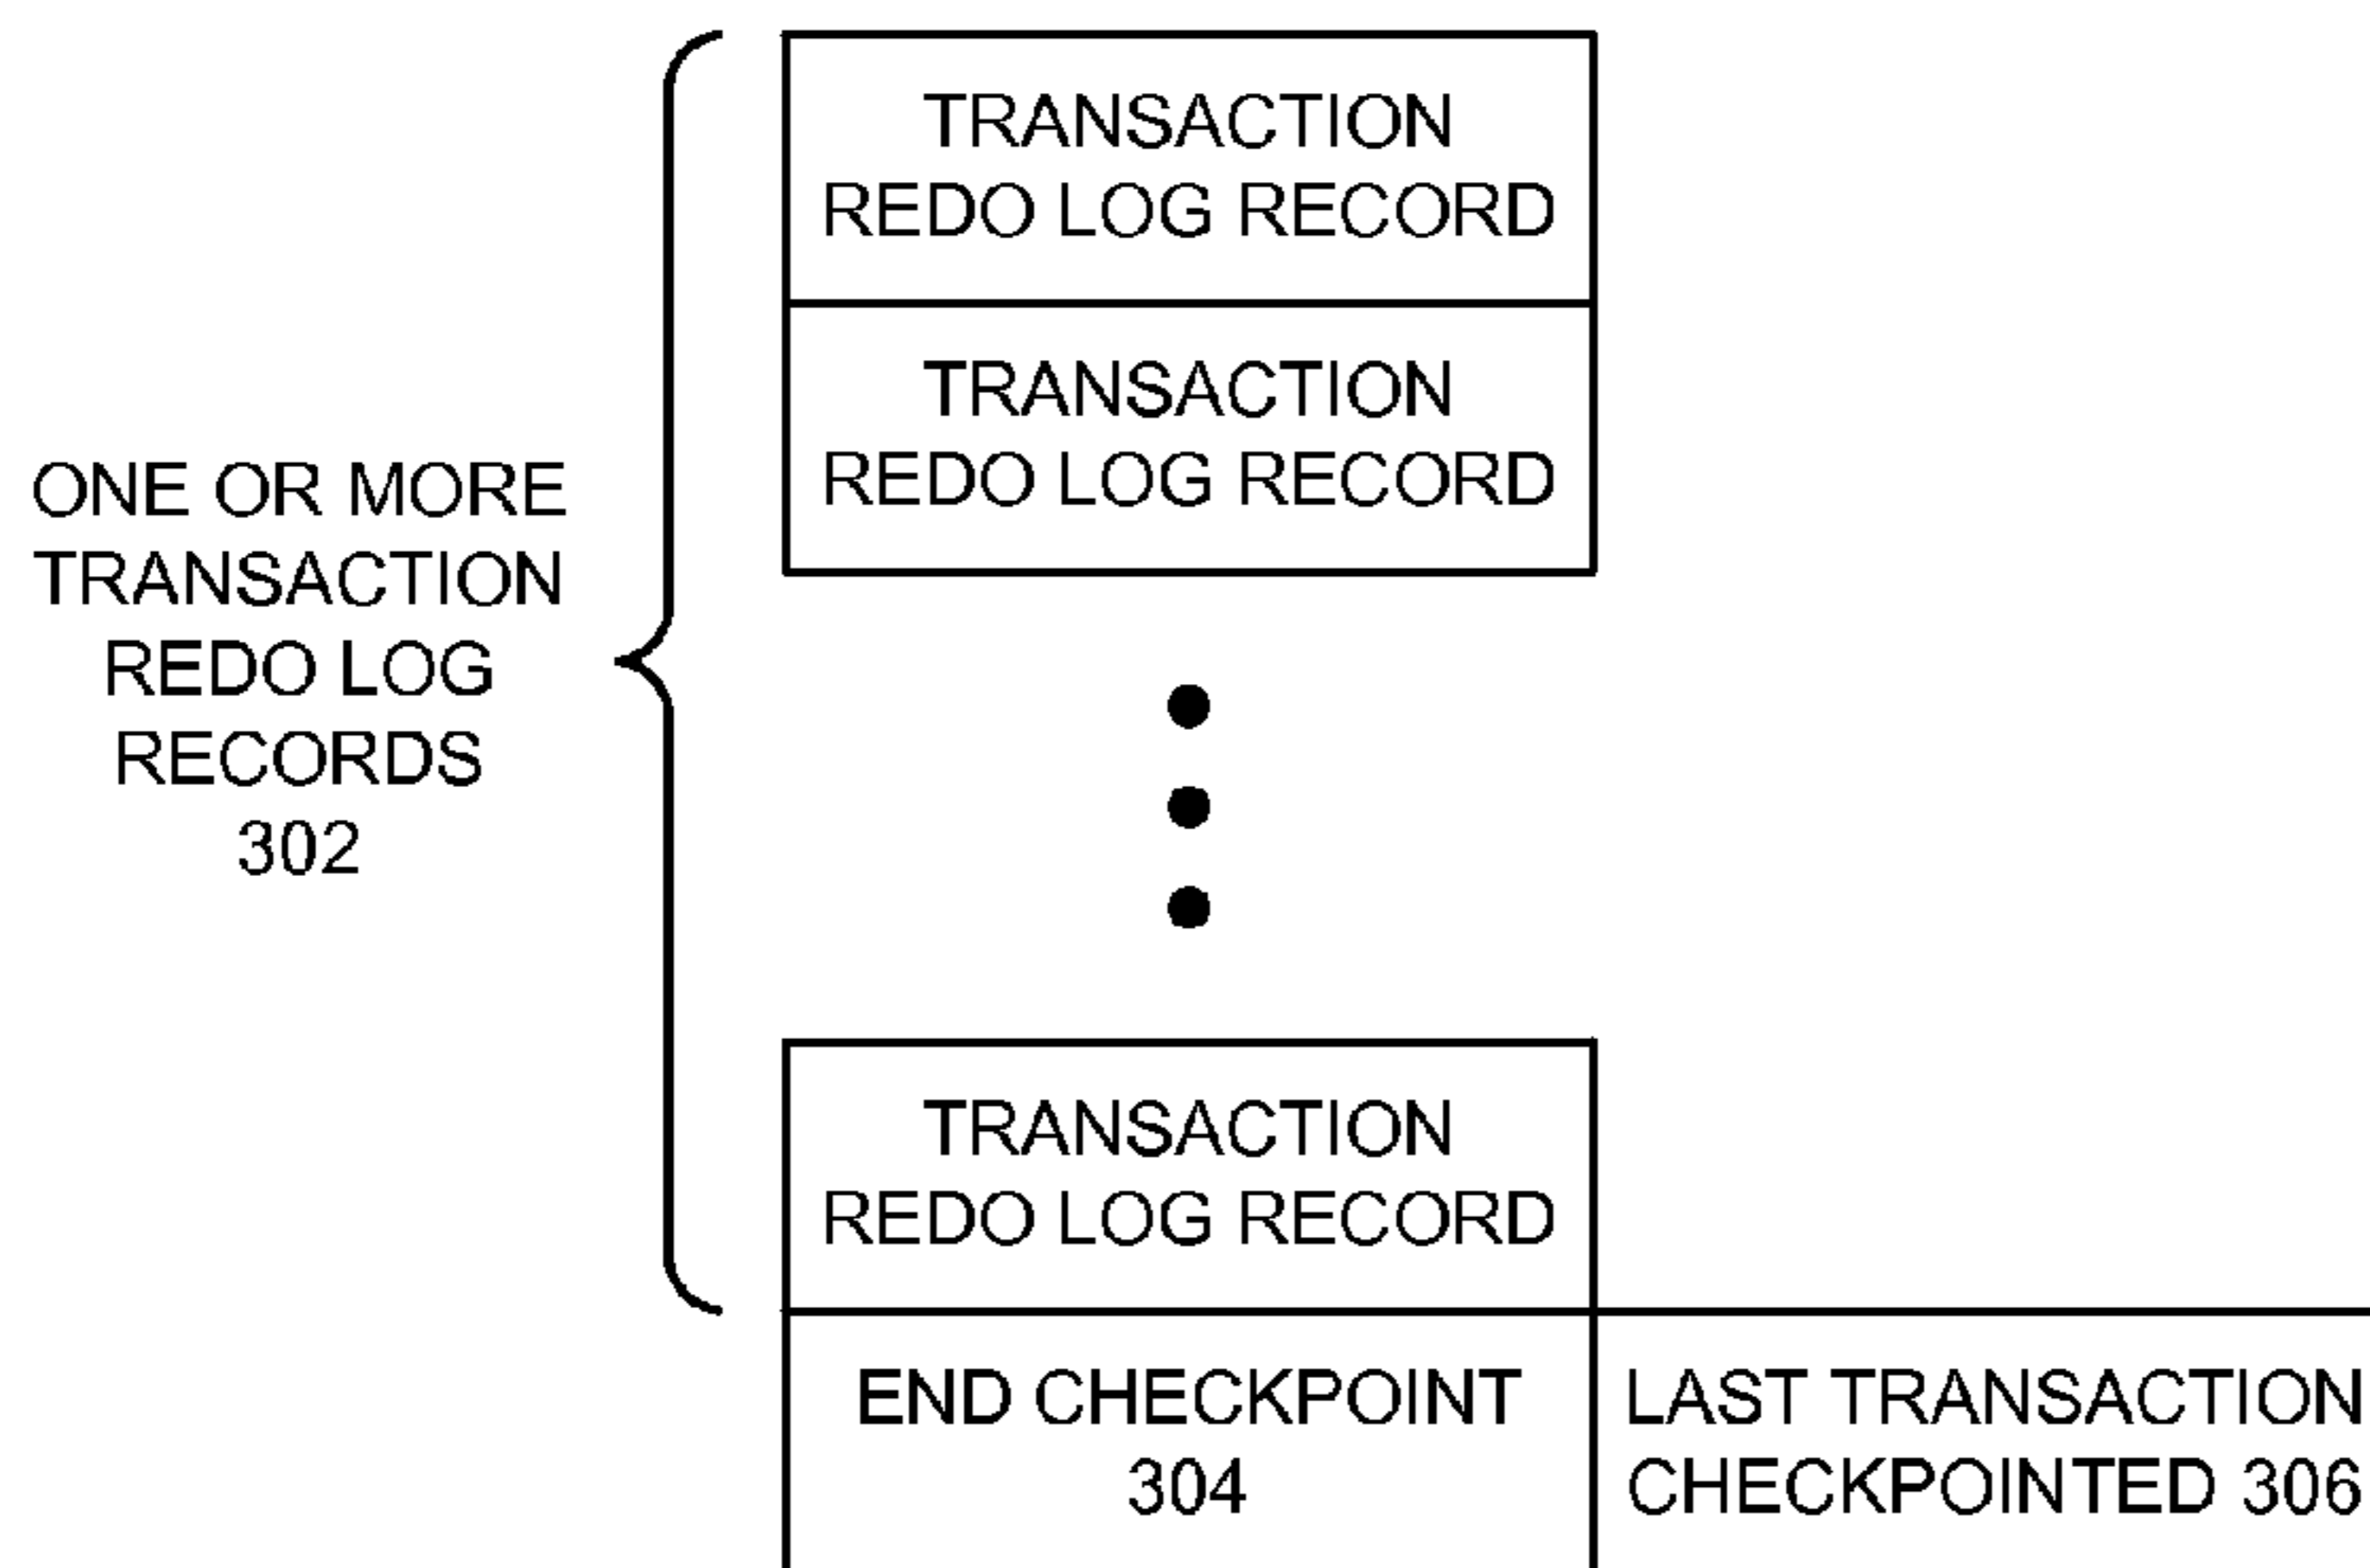 TRANSACTION
REDO LOG RECORD
TRANSACTION
REDO LOG RECORD
ONE OR MORE
TRANSACTION
REDO LOG
RECORDS
302
TRANSACTION
REDO LOG RECORD
END CHECKPOINT
304
LAST TRANSACTION
CHECKPOINTED 306